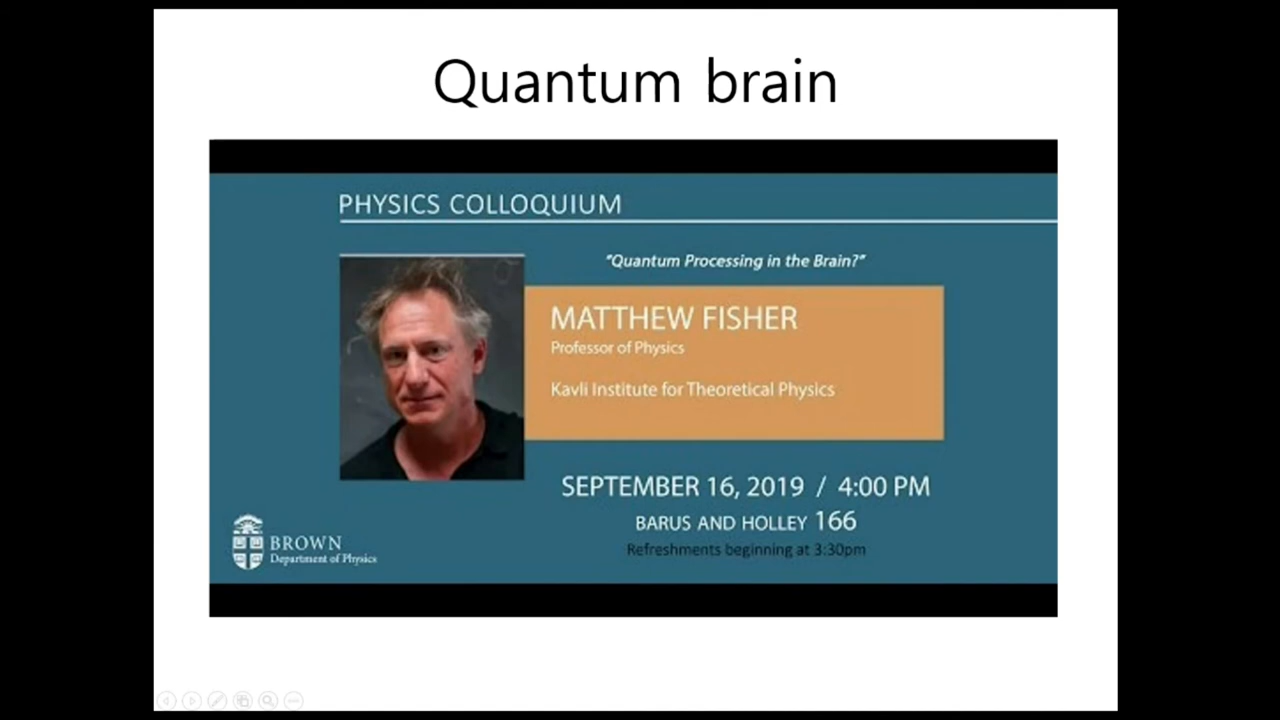 Quantum brain
PHYSICS COLLOQUIUM
"Quantum Processing in the Brain?"
MATTHEW FISHER
Professor of Physics
Kavli Institute for Theoretical Physics
SEPTEMBER 16, 2019 / 4:00 PM
BARUS AND HOLLEY 166
Refreshments beginning at 3:30pm
BROWN
Department of Physics